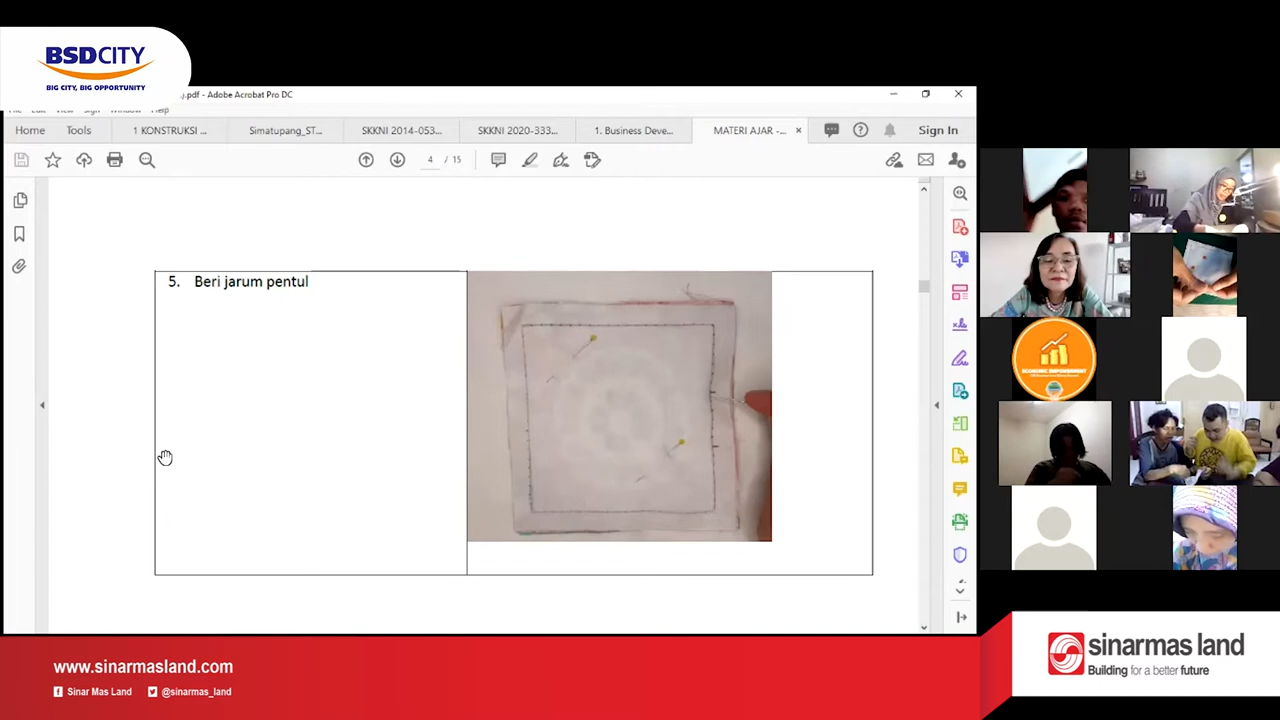 BSDCITY
BIG CITY, BIG OPPORTUNITY
.pdf - Adobe Acrobat Pro DC
Home Tools 1 KONSTRUKSI ... Simatupang_ST... SKKNI 2014-053... SKKNI 2020-333... 1. Business Deve... MATERI AJAR -... × Sign In
4 / 15
5. Beri jarum pentul
ECONOMIC EMPOWERMENT
www.sinarmasland.com
Sinar Mas Land @sinarmas_land
sinarmas land
Building for a better future